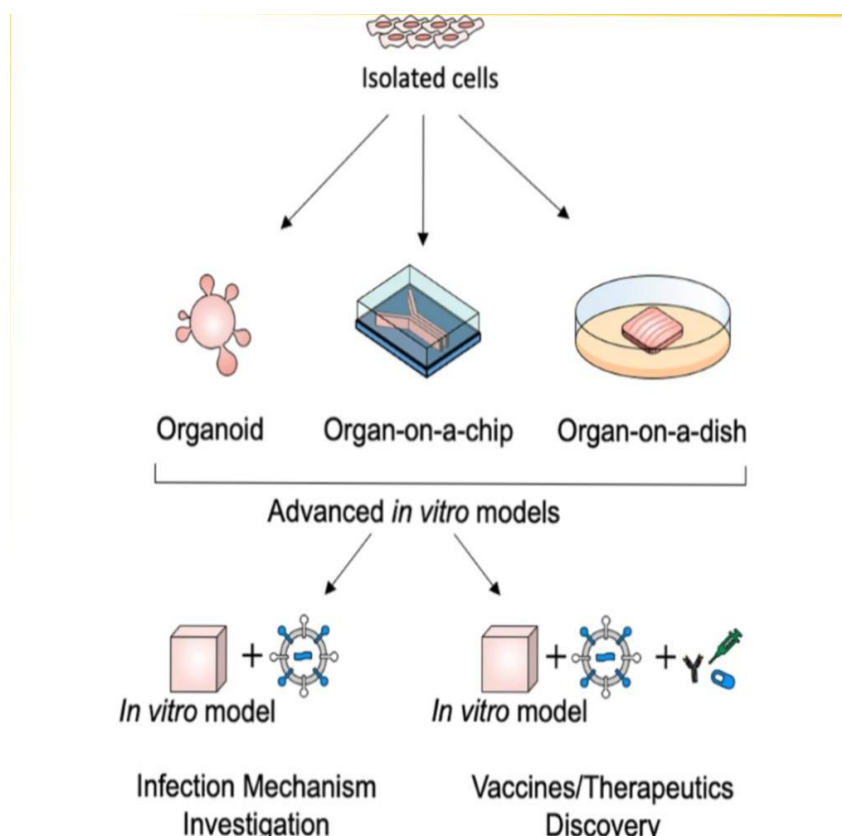 Isolated cells
Organoid
Organ-on-a-chip
Organ-on-a-dish
Advanced in vitro models
+
+
+
In vitro model
In vitro model
Infection Mechanism
Investigation
Vaccines/Therapeutics
Discovery